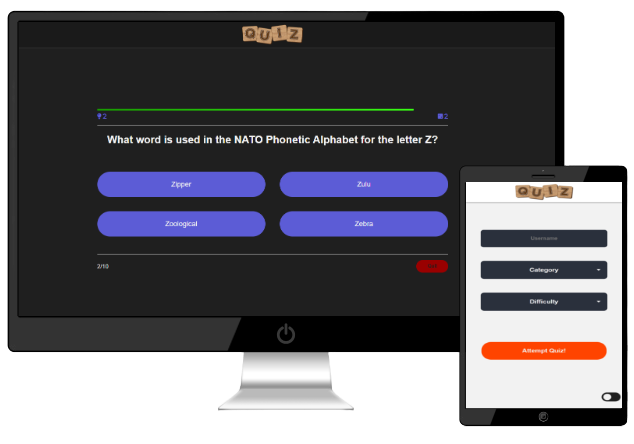 QUIZ
2 2
What word is used in the NATO Phonetic Alphabet for the letter Z?
Zipper Zulu
Zoological Zebra
2/10
QUIZ
Username
Category
Difficulty
Attempt Quiz!